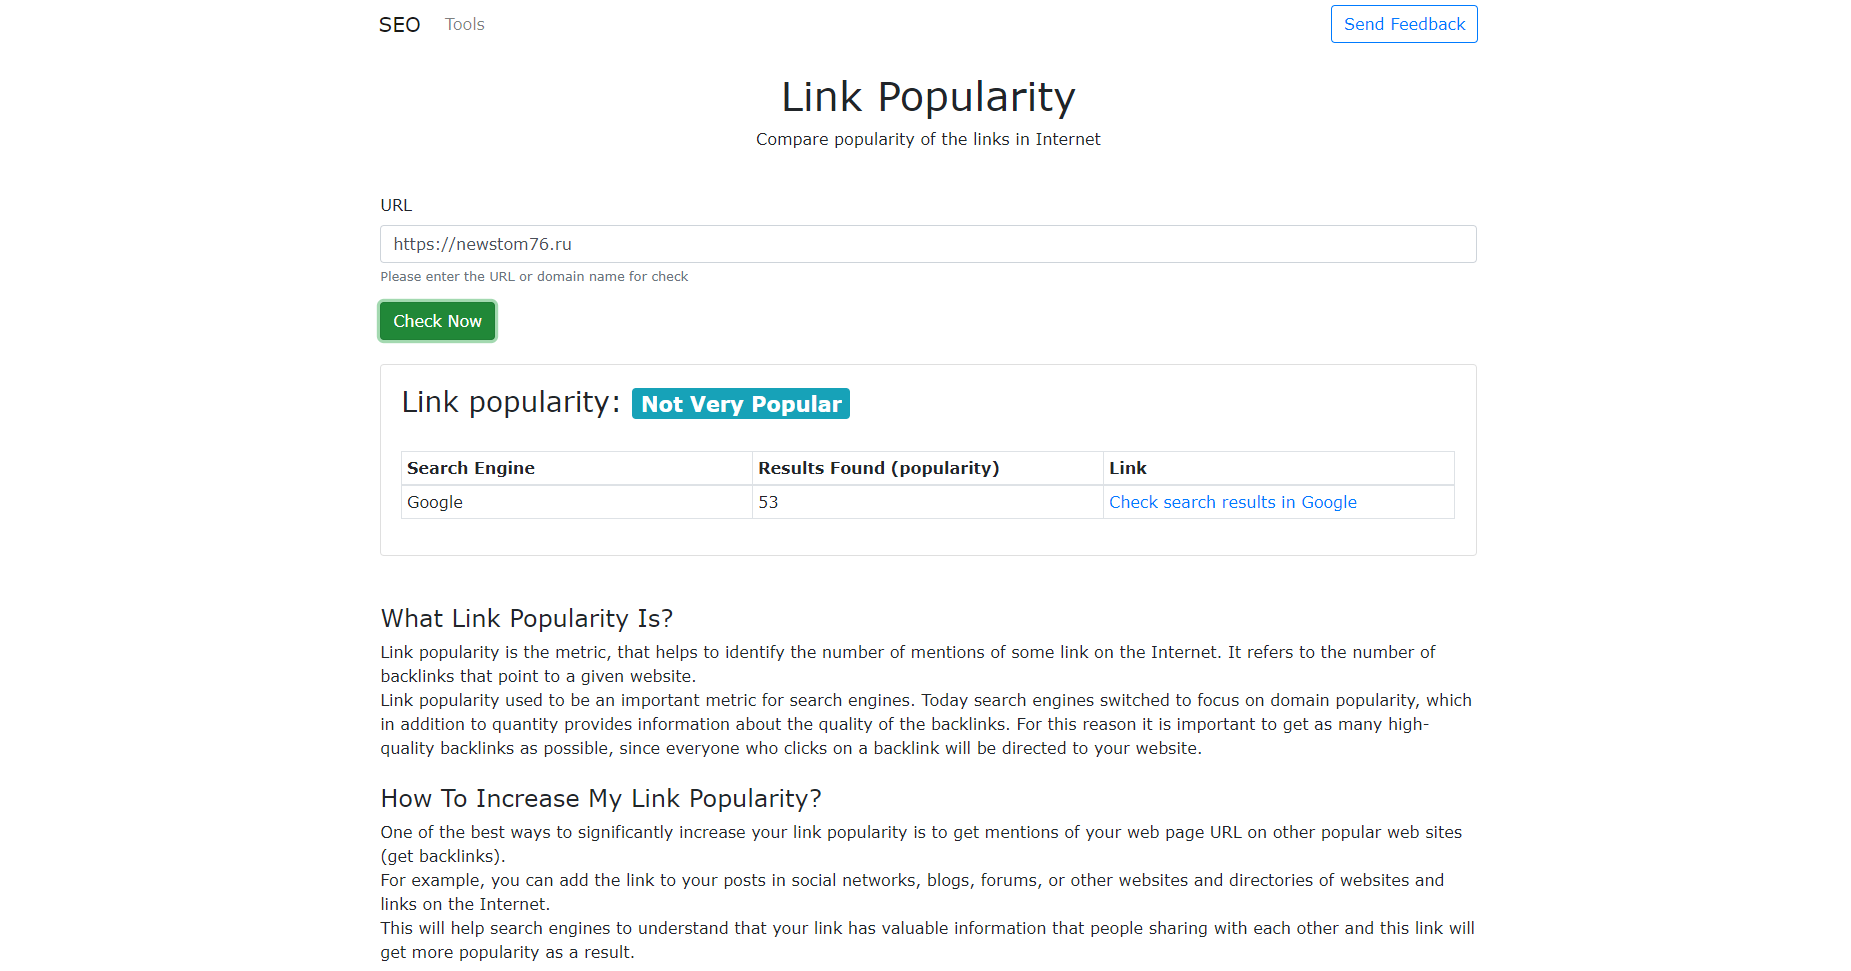 SEO Tools Send Feedback
Link Popularity
Compare popularity of the links in Internet
URL
https://newstom76.ru
Please enter the URL or domain name for check
Check Now
Link popularity: Not Very Popular
Search Engine Results Found (popularity) Link
Google 53 Check search results in Google
What Link Popularity Is?
Link popularity is the metric, that helps to identify the number of mentions of some link on the Internet. It refers to the number of
backlinks that point to a given website.
Link popularity used to be an important metric for search engines. Today search engines switched to focus on domain popularity, which
in addition to quantity provides information about the quality of the backlinks. For this reason it is important to get as many high-
quality backlinks as possible, since everyone who clicks on a backlink will be directed to your website.
How To Increase My Link Popularity?
One of the best ways to significantly increase your link popularity is to get mentions of your web page URL on other popular web sites
(get backlinks).
For example, you can add the link to your posts in social networks, blogs, forums, or other websites and directories of websites and
links on the Internet.
This will help search engines to understand that your link has valuable information that people sharing with each other and this link will
get more popularity as a result.